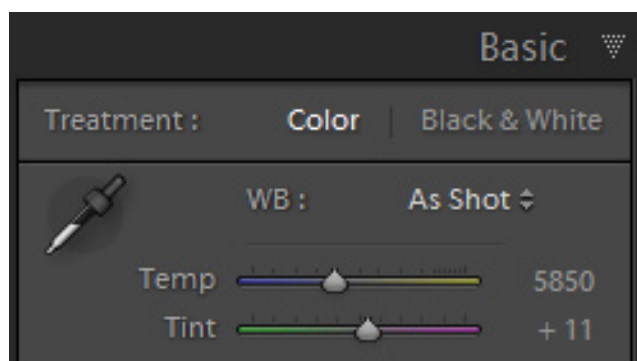 Basic
Treatment : Color | Black & White
WB : As Shot
Temp 5850
Tint + 11